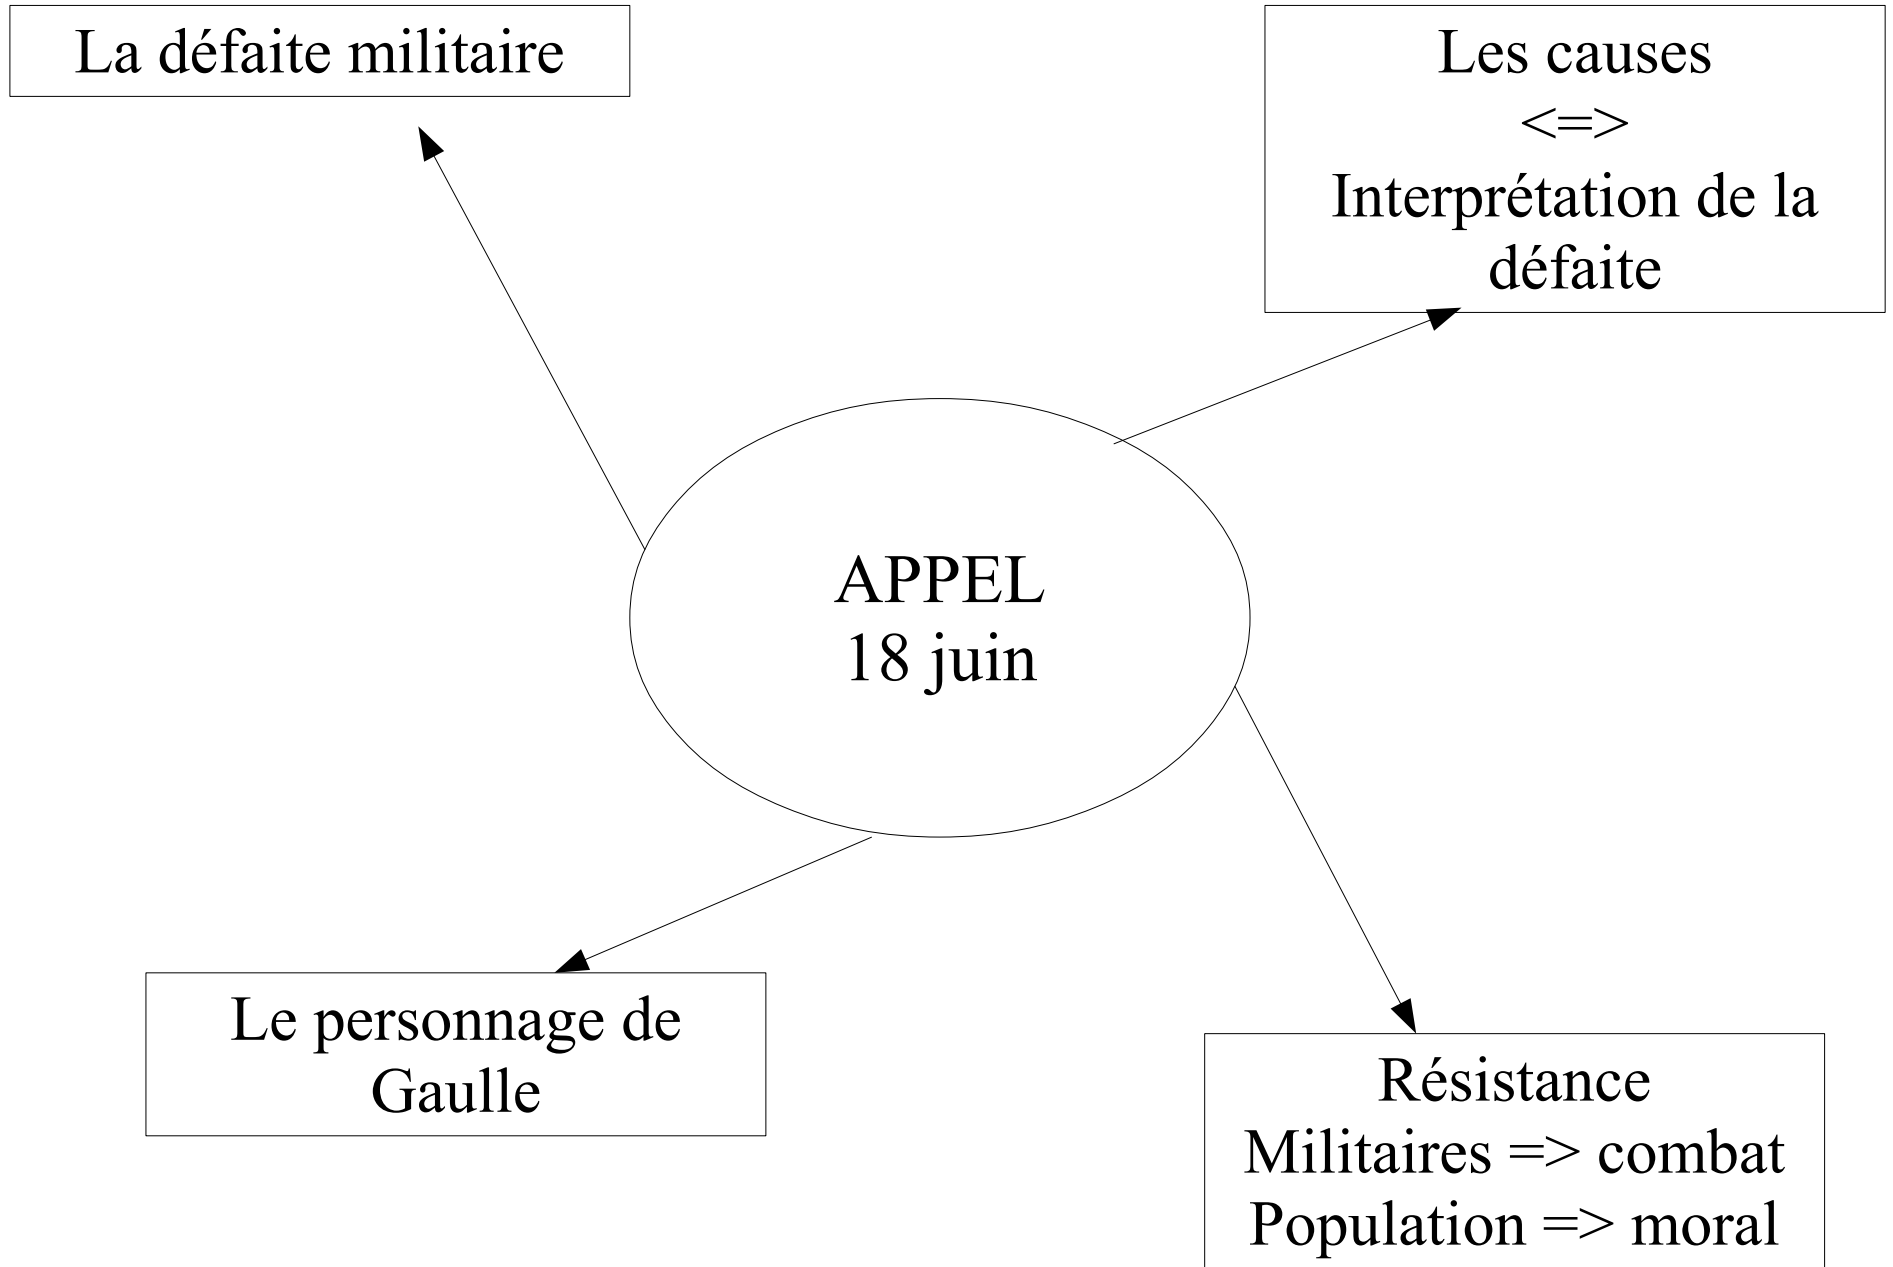 La défaite militaire
Les causes
<=>
Interprétation de la
défaite
APPEL
18 juin
Le personnage de
Gaulle
Résistance
Militaires => combat
Population => moral